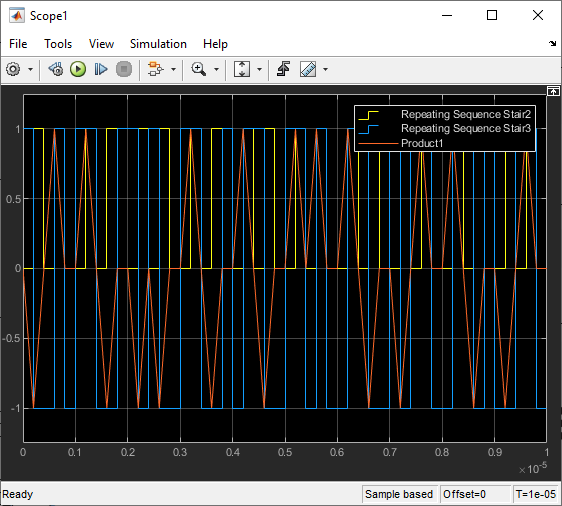 Scope1
File Tools View Simulation Help
Repeating Sequence Stair2
Repeating Sequence Stair3
Product1
1
0.5
0
-0.5
-1
0 0.1 0.2 0.3 0.4 0.5 0.6 0.7 0.8 0.9 1
×10⁻⁵
Ready Sample based Offset=0 T=1e-05